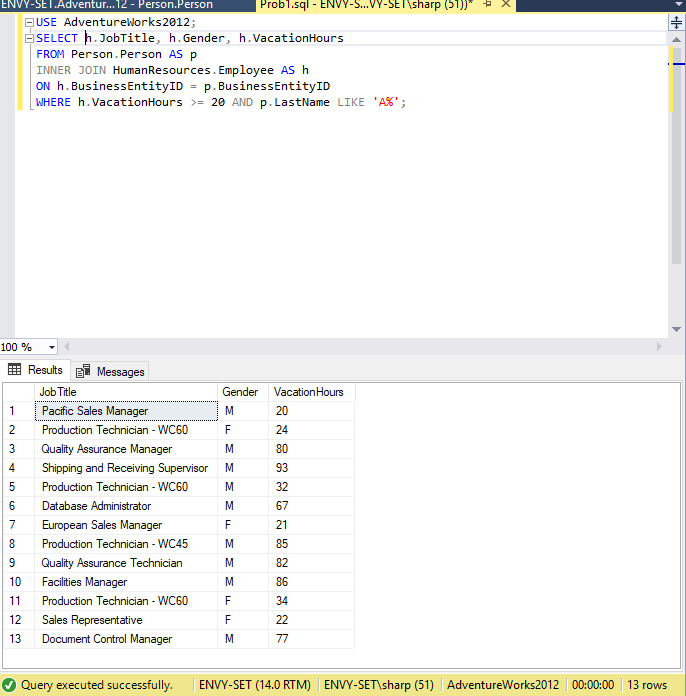 ENVY-SET.Adventur...12 - Person.Person Prob1.sql - ENVY-S...VY-SET\sharp (51))*
USE AdventureWorks2012;
SELECT h.JobTitle, h.Gender, h.VacationHours
FROM Person.Person AS p
INNER JOIN HumanResources.Employee AS h
ON h.BusinessEntityID = p.BusinessEntityID
WHERE h.VacationHours >= 20 AND p.LastName LIKE 'A%';
100 %
Results Messages
JobTitle Gender VacationHours
1 Pacific Sales Manager M 20
2 Production Technician - WC60 F 24
3 Quality Assurance Manager M 80
4 Shipping and Receiving Supervisor M 93
5 Production Technician - WC60 M 32
6 Database Administrator M 67
7 European Sales Manager F 21
8 Production Technician - WC45 M 85
9 Quality Assurance Technician M 82
10 Facilities Manager M 86
11 Production Technician - WC60 F 34
12 Sales Representative F 22
13 Document Control Manager M 77
Query executed successfully. ENVY-SET (14.0 RTM) ENVY-SET\sharp (51) AdventureWorks2012 00:00:00 13 rows